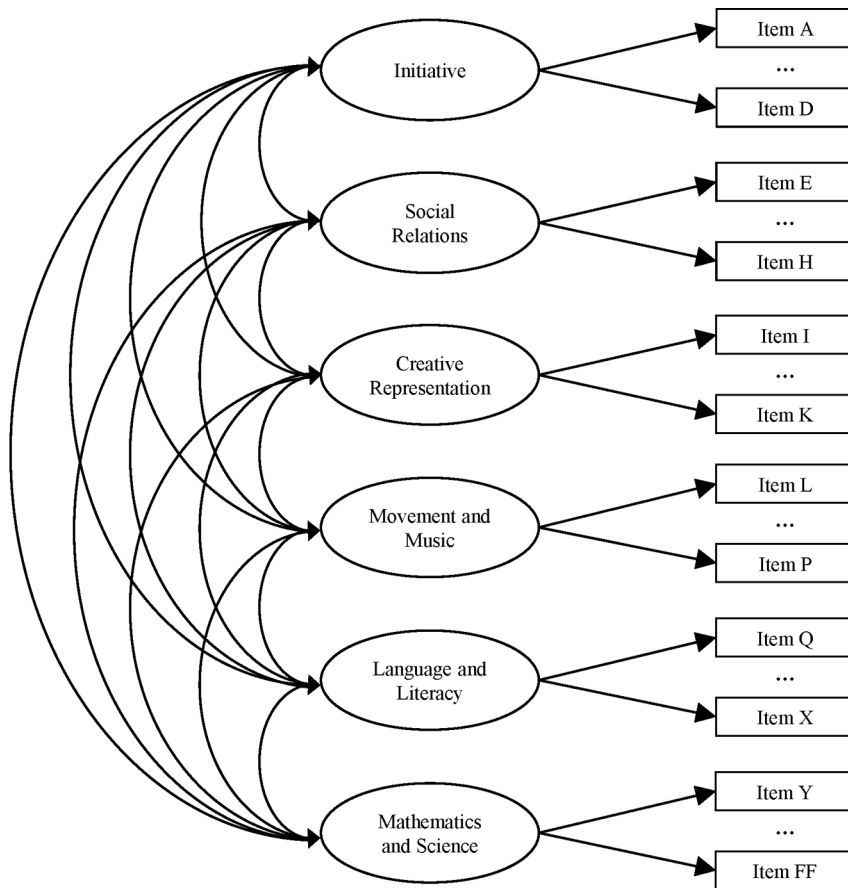 Item A
Initiative
...
Item D
Item E
Social
Relations
...
Item H
Item I
Creative
Representation
...
Item K
Item L
Movement and
Music
...
Item P
Item Q
Language and
Literacy
...
Item X
Item Y
Mathematics
and Science
...
Item FF